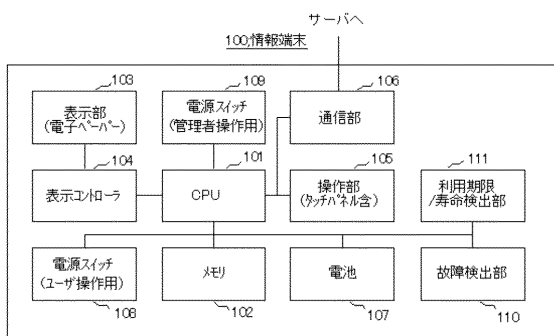 サーバへ
100;情報端末
103
109
106
表示部
(電子ペーパー)
電源スイッチ
(管理者操作用)
通信部
104
101
105
111
表示コントローラ
CPU
操作部
(タッチパネル含)
利用期限
/寿命検出部
電源スイッチ
(ユーザ操作用)
メモリ
電池
故障検出部
108
102
107
110